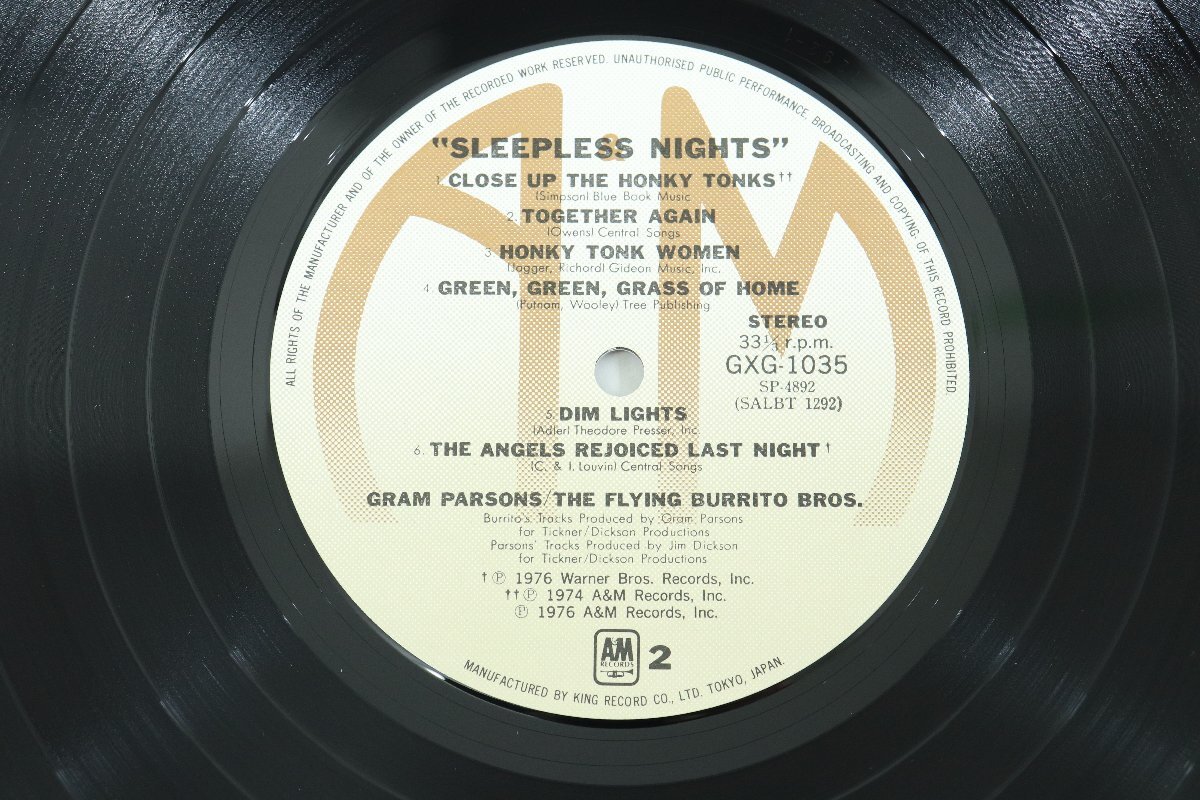 ALL RIGHTS OF THE MANUFACTURER AND OF THE OWNER OF THE RECORDED WORK RESERVED. UNAUTHORISED PUBLIC PERFORMANCE, BROADCASTING AND COPYING OF THIS RECORD PROHIBITED.
"SLEEPLESS NIGHTS"
1. CLOSE UP THE HONKY TONKS††
(Simpson) Blue Book Music
2. TOGETHER AGAIN
(Owens) Central Songs
3. HONKY TONK WOMEN
(Jagger, Richard) Gideon Music, Inc.
4. GREEN, GREEN, GRASS OF HOME
(Putnam, Wooley) Tree Publishing
STEREO
33⅓ r.p.m.
GXG-1035
SP-4892
(SALBT 1292)
5. DIM LIGHTS
(Adler) Theodore Presser, Inc.
6. THE ANGELS REJOICED LAST NIGHT†
(C. & I. Louvin) Central Songs
GRAM PARSONS/THE FLYING BURRITO BROS.
Burrito's Tracks Produced by Gram Parsons
for Tickner/Dickson Productions
Parsons' Tracks Produced by Jim Dickson
for Tickner/Dickson Productions
†℗ 1976 Warner Bros. Records, Inc.
††℗ 1974 A&M Records, Inc.
℗ 1976 A&M Records, Inc.
A&M
RECORDS
2
MANUFACTURED BY KING RECORD CO., LTD. TOKYO, JAPAN.